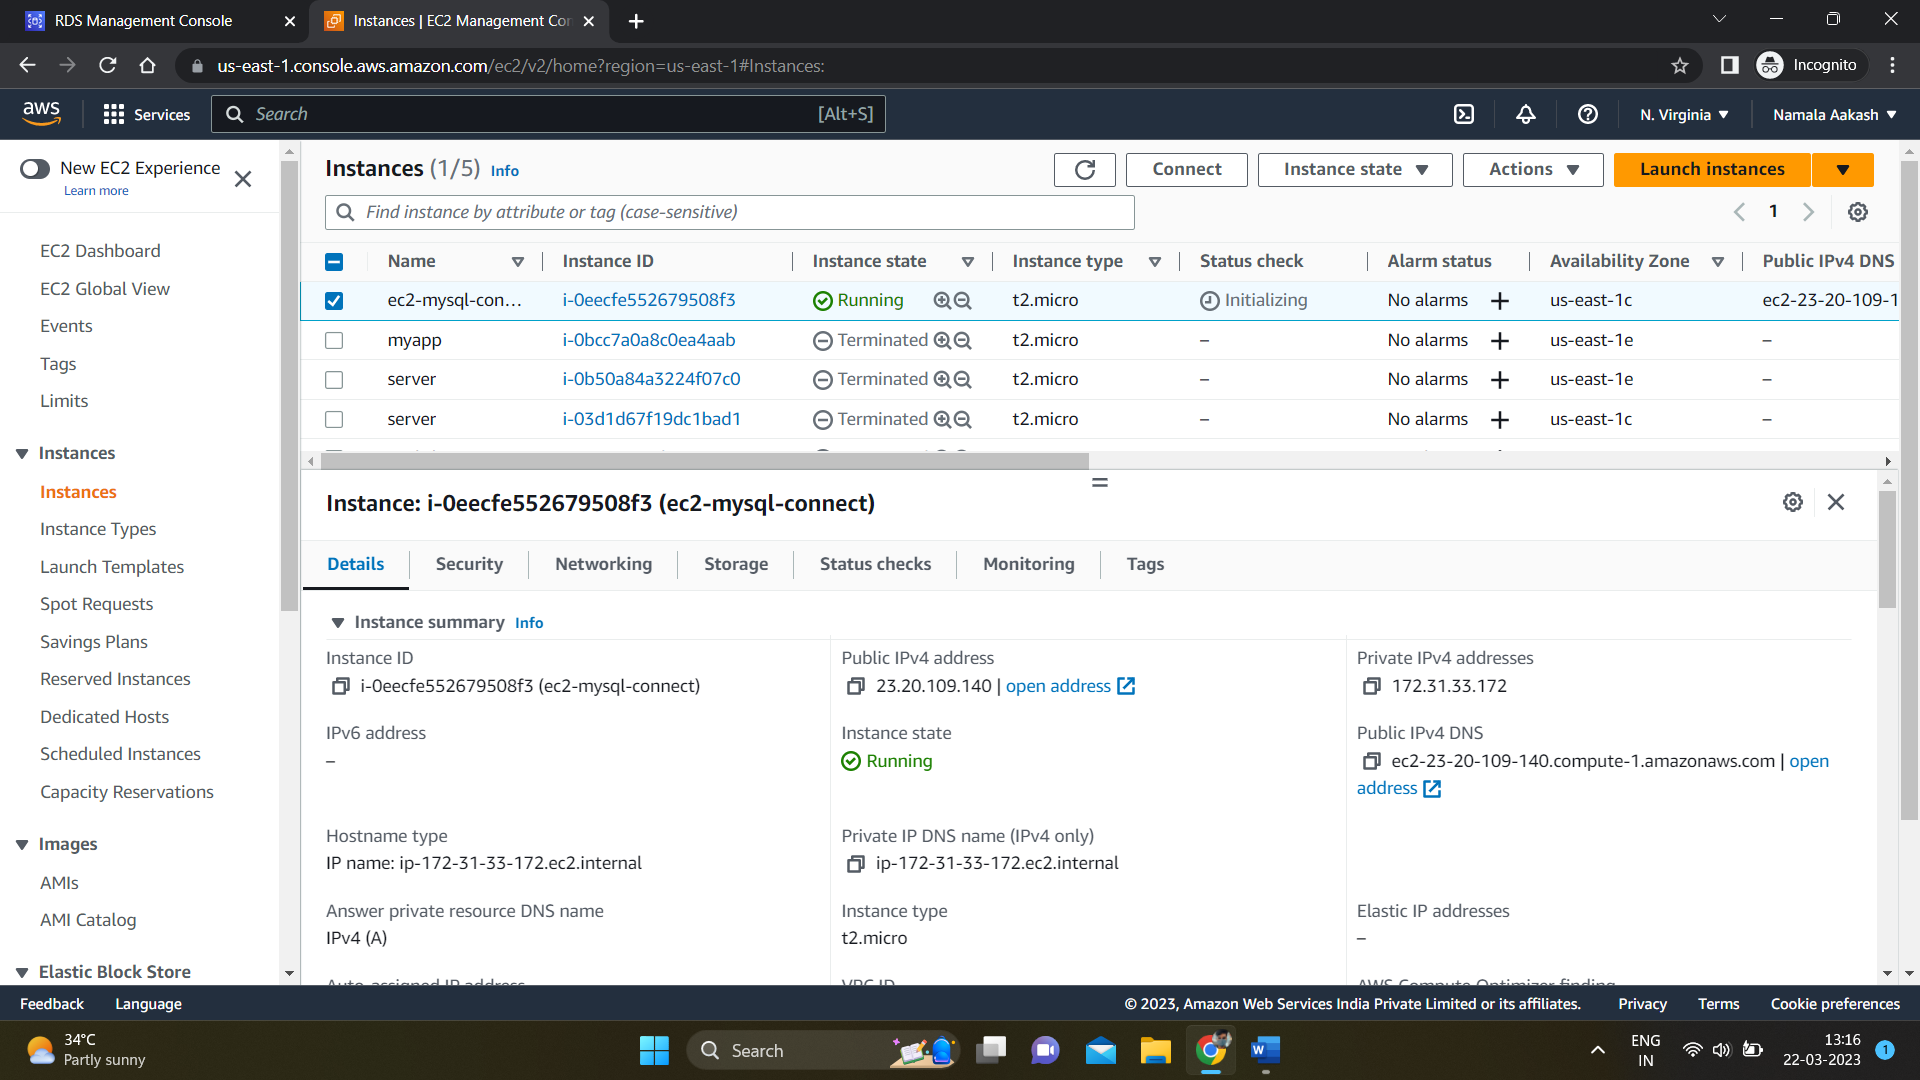 RDS Management Console
Instances | EC2 Management Con
us-east-1.console.aws.amazon.com/ec2/v2/home?region=us-east-1#Instances:
Incognito
aws
Services
Search
[Alt+S]
N. Virginia
Namala Aakash
New EC2 Experience
Learn more
EC2 Dashboard
EC2 Global View
Events
Tags
Limits
Instances
Instances
Instance Types
Launch Templates
Spot Requests
Savings Plans
Reserved Instances
Dedicated Hosts
Scheduled Instances
Capacity Reservations
Images
AMIs
AMI Catalog
Elastic Block Store
Instances (1/5) Info
Connect
Instance state
Actions
Launch instances
Find instance by attribute or tag (case-sensitive)
1
Name Instance ID Instance state Instance type Status check Alarm status Availability Zone Public IPv4 DNS
ec2-mysql-con... i-0eecfe552679508f3 Running t2.micro Initializing No alarms + us-east-1c ec2-23-20-109-1
myapp i-0bcc7a0a8c0ea4aab Terminated t2.micro – No alarms + us-east-1e –
server i-0b50a84a3224f07c0 Terminated t2.micro – No alarms + us-east-1e –
server i-03d1d67f19dc1bad1 Terminated t2.micro – No alarms + us-east-1c –
Instance: i-0eecfe552679508f3 (ec2-mysql-connect)
Details Security Networking Storage Status checks Monitoring Tags
Instance summary Info
Instance ID
i-0eecfe552679508f3 (ec2-mysql-connect)
Public IPv4 address
23.20.109.140 | open address
Private IPv4 addresses
172.31.33.172
IPv6 address
–
Instance state
Running
Public IPv4 DNS
ec2-23-20-109-140.compute-1.amazonaws.com | open
address
Hostname type
IP name: ip-172-31-33-172.ec2.internal
Private IP DNS name (IPv4 only)
ip-172-31-33-172.ec2.internal
Answer private resource DNS name
IPv4 (A)
Instance type
t2.micro
Elastic IP addresses
–
Auto-assigned IP address
VPC ID
AWS Compute Optimizer finding
Feedback
Language
© 2023, Amazon Web Services India Private Limited or its affiliates.
Privacy
Terms
Cookie preferences
34°C
Partly sunny
Search
W
ENG
IN
13:16
22-03-2023
1